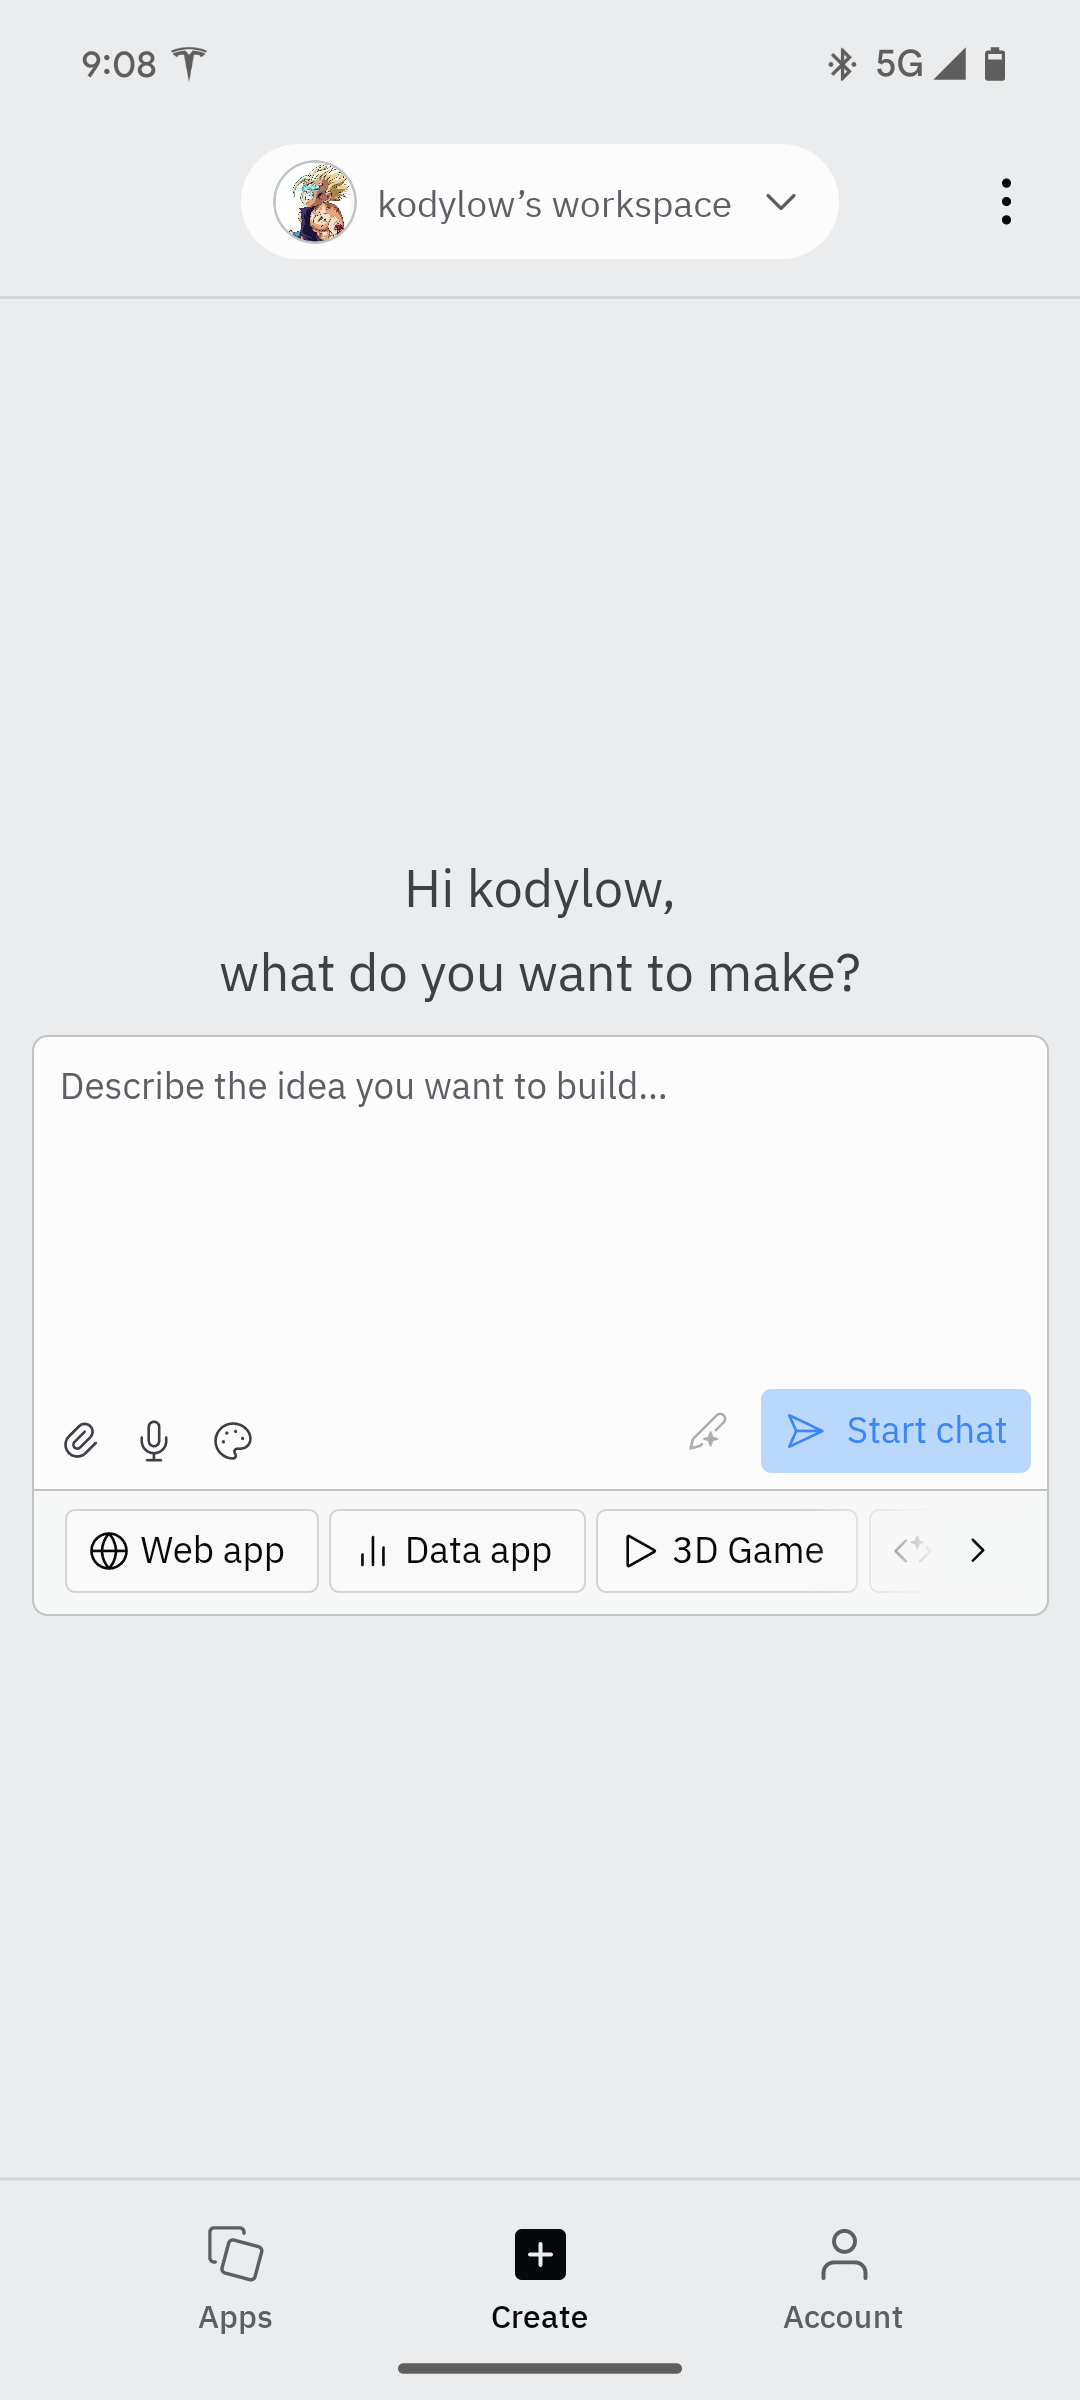 9:08
5G
kodylow’s workspace
Hi kodylow,
what do you want to make?
Describe the idea you want to build...
Start chat
Web app
Data app
3D Game
Apps
Create
Account